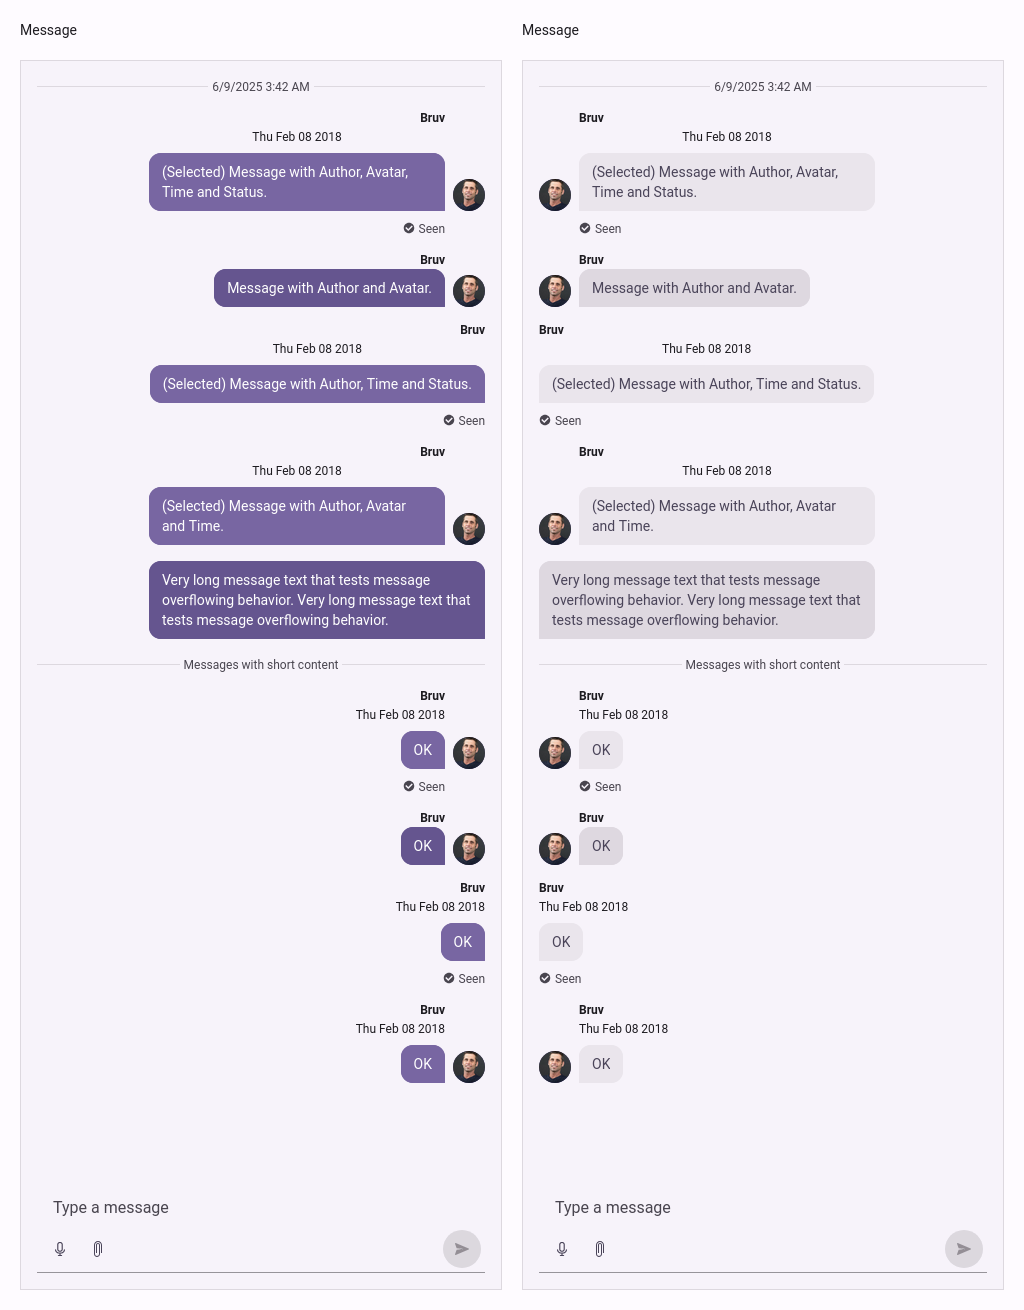 Message
6/9/2025 3:42 AM
Bruv
Thu Feb 08 2018
(Selected) Message with Author, Avatar,
Time and Status.
Seen
Bruv
Message with Author and Avatar.
Bruv
Thu Feb 08 2018
(Selected) Message with Author, Time and Status.
Seen
Bruv
Thu Feb 08 2018
(Selected) Message with Author, Avatar
and Time.
Very long message text that tests message
overflowing behavior. Very long message text that
tests message overflowing behavior.
Messages with short content
Bruv
Thu Feb 08 2018
OK
Seen
Bruv
OK
Bruv
Thu Feb 08 2018
OK
Seen
Bruv
Thu Feb 08 2018
OK
Type a message
Message
6/9/2025 3:42 AM
Bruv
Thu Feb 08 2018
(Selected) Message with Author, Avatar,
Time and Status.
Seen
Bruv
Message with Author and Avatar.
Bruv
Thu Feb 08 2018
(Selected) Message with Author, Time and Status.
Seen
Bruv
Thu Feb 08 2018
(Selected) Message with Author, Avatar
and Time.
Very long message text that tests message
overflowing behavior. Very long message text that
tests message overflowing behavior.
Messages with short content
Bruv
Thu Feb 08 2018
OK
Seen
Bruv
OK
Bruv
Thu Feb 08 2018
OK
Seen
Bruv
Thu Feb 08 2018
OK
Type a message